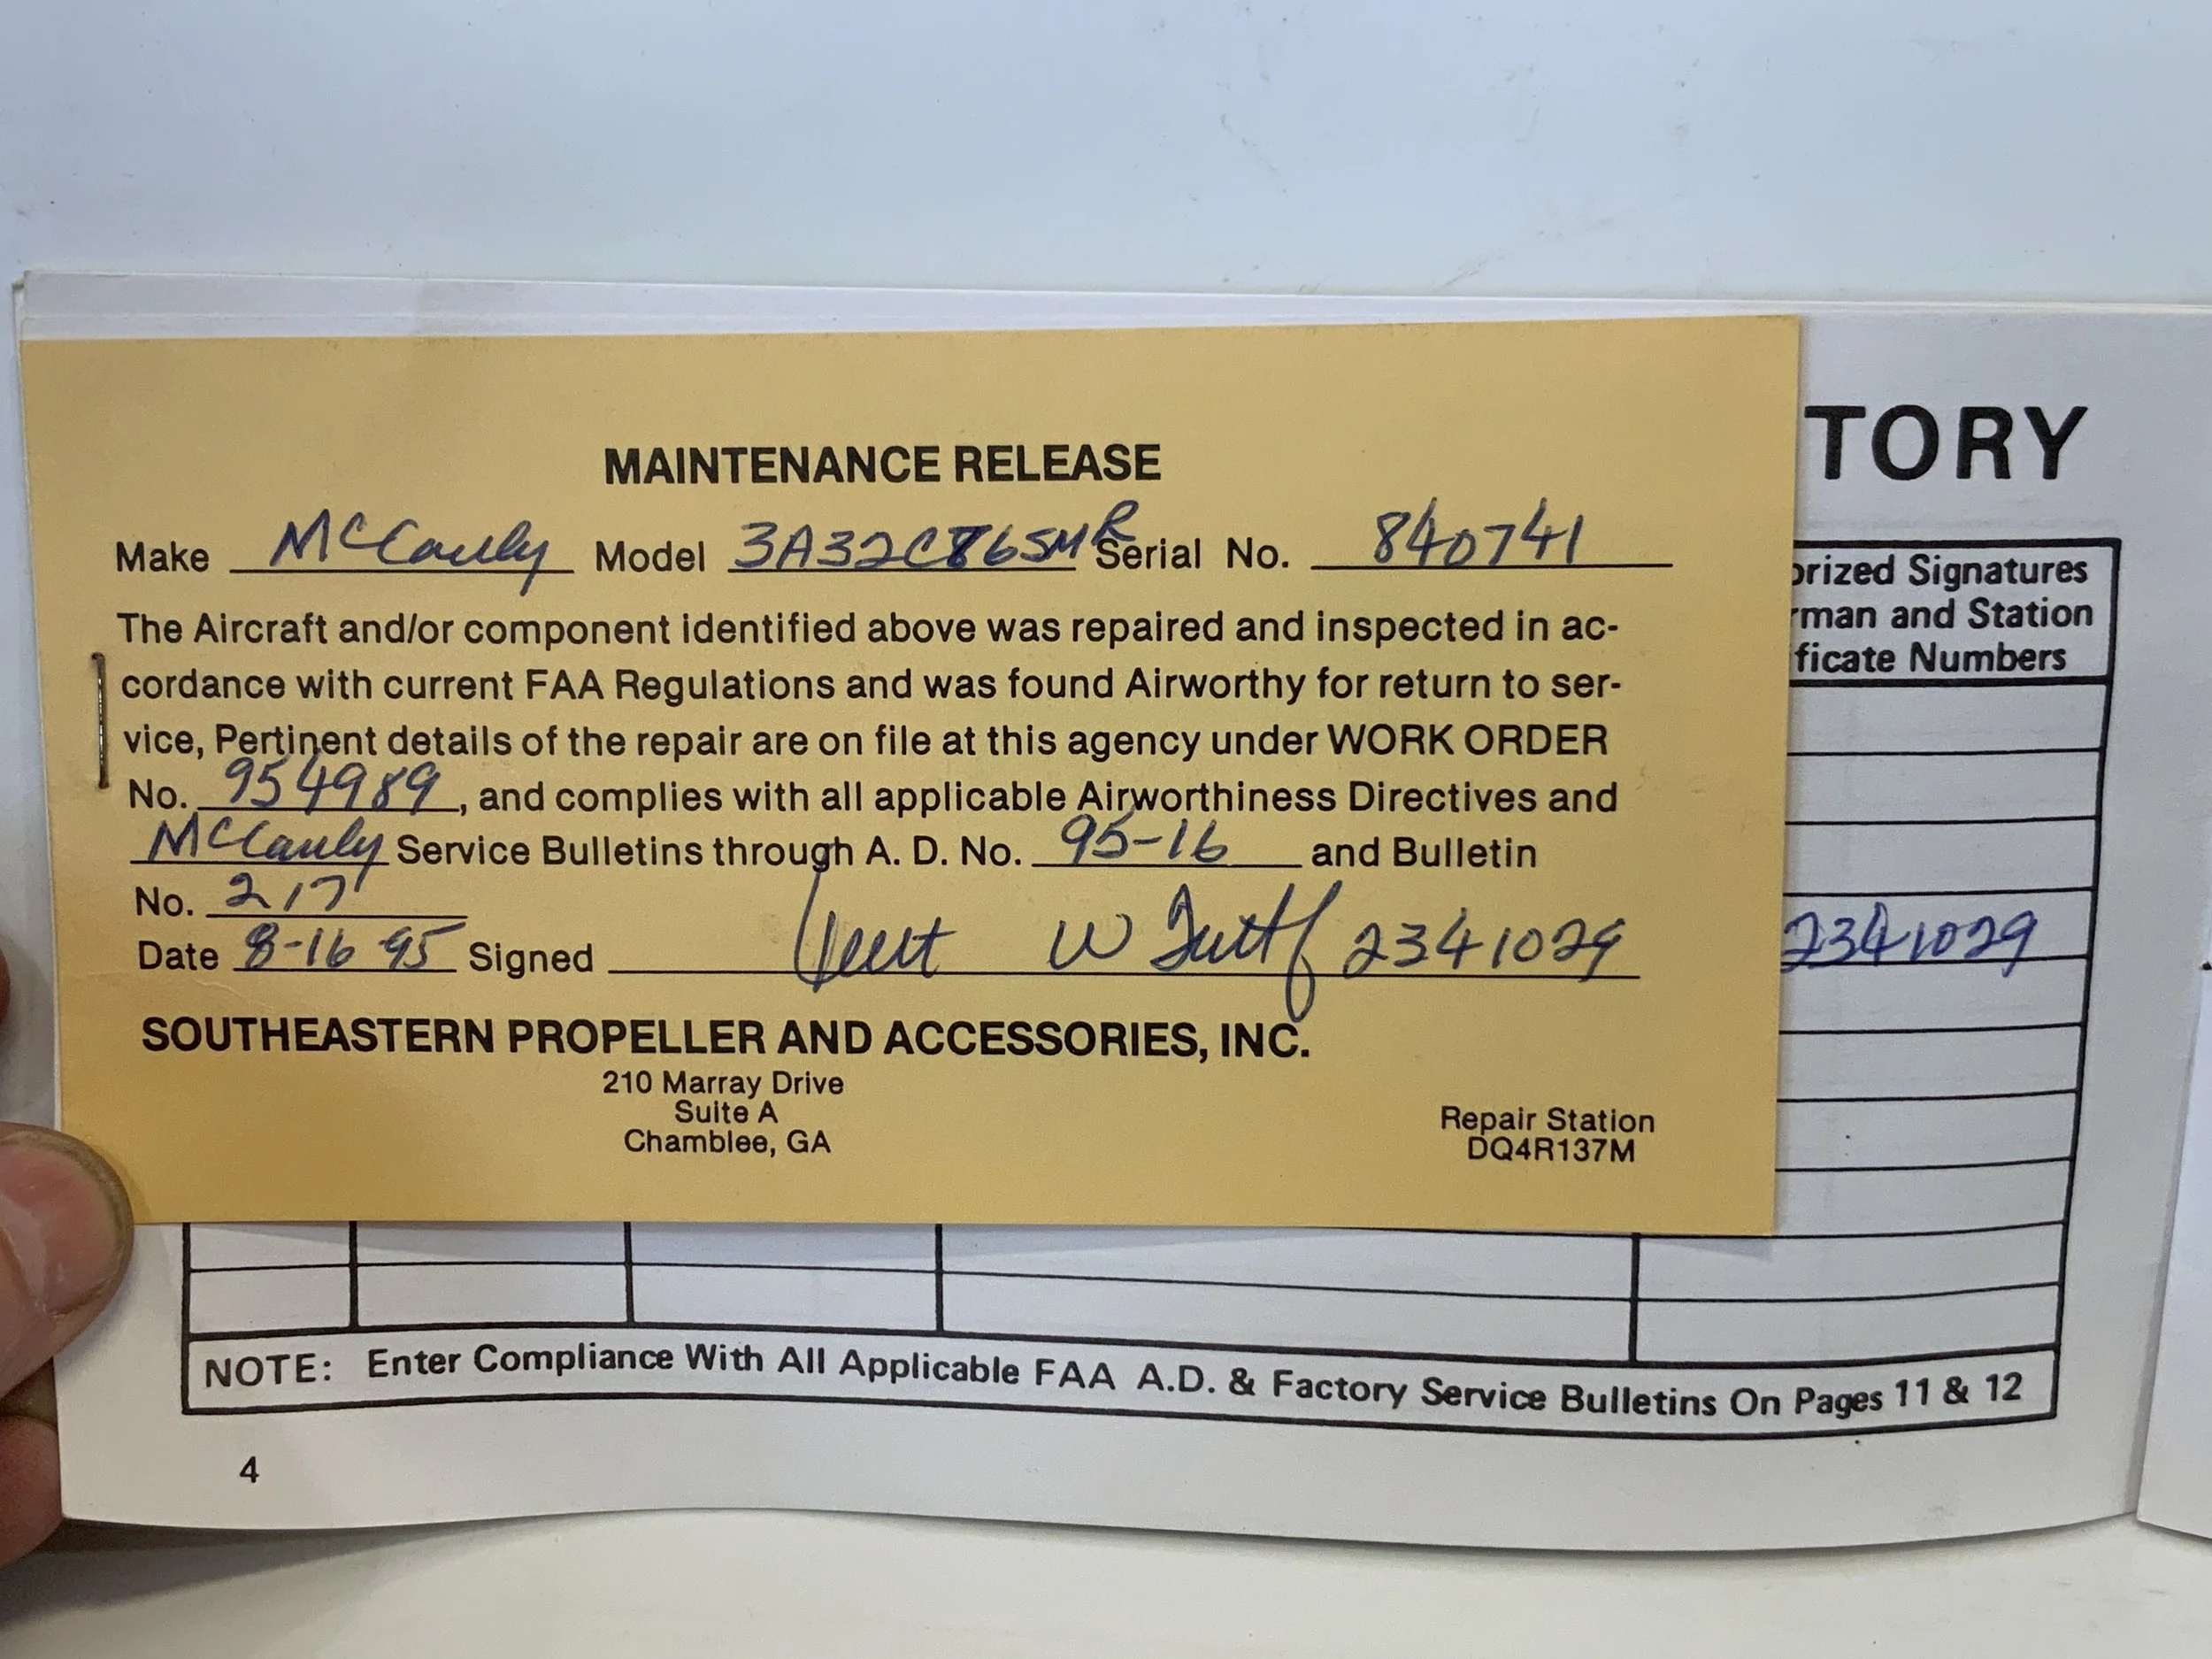 TORY
MAINTENANCE RELEASE
Make McCauly Model 3A32C865MR Serial No. 840741
The Aircraft and/or component identified above was repaired and inspected in ac-
cordance with current FAA Regulations and was found Airworthy for return to ser-
vice, Pertinent details of the repair are on file at this agency under WORK ORDER
No. 954989, and complies with all applicable Airworthiness Directives and
McCauly Service Bulletins through A. D. No. 95-16 and Bulletin
No. 217
Date 8-16 95 Signed W 2341029
SOUTHEASTERN PROPELLER AND ACCESSORIES, INC.
210 Marray Drive
Suite A
Chamblee, GA
Repair Station
DQ4R137M
orized Signatures
rman and Station
ficate Numbers
2341029
NOTE: Enter Compliance With All Applicable FAA A.D. & Factory Service Bulletins On Pages 11 & 12
4